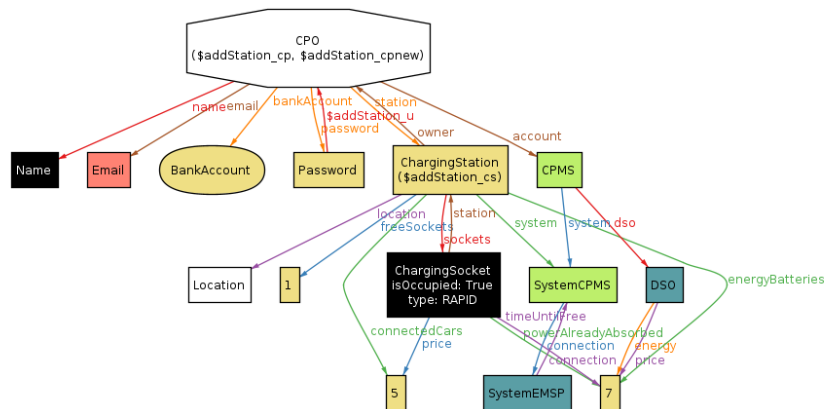 CPO
($addStation_cp, $addStation_cpnew)
name
email
bankAccount
station
$addStation_u
password
owner
account
Name
Email
BankAccount
Password
ChargingStation
($addStation_cs)
CPMS
location
station
freeSockets
system
system
dso
sockets
Location
1
ChargingSocket
isOccupied: True
type: RAPID
SystemCPMS
DSO
energyBatteries
timeUntilFree
connectedCars
powerAlreadyAbsorbed
price
connection
energy
connection
price
5
SystemEMSP
7